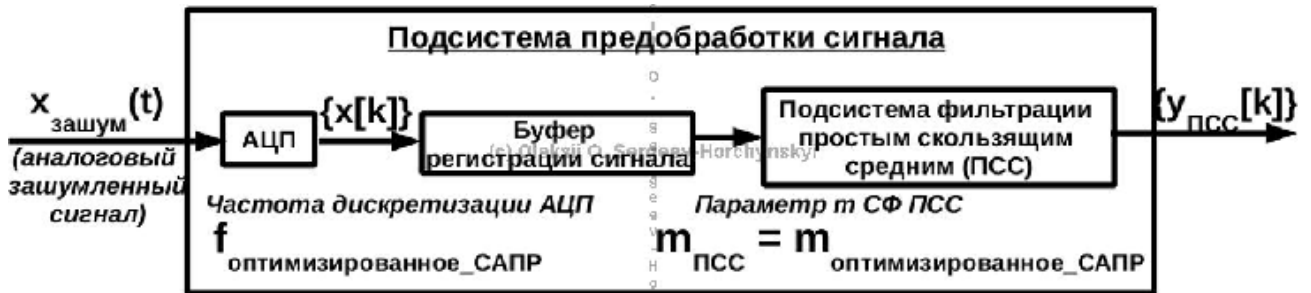 Подсистема предобработки сигнала
x зашум (t)
(аналоговый
зашумленный
сигнал)
АЦП
{x[k]}
Буфер
регистрации сигнала
Подсистема фильтрации
простым скользящим
средним (ПСС)
{y ПСС [k]}
Частота дискретизации АЦП
f оптимизированное_САПР
Параметр m СФ ПСС
m ПСС = m оптимизированное_САПР
(c) Oleksii O. Sergeev-Horchynskyi